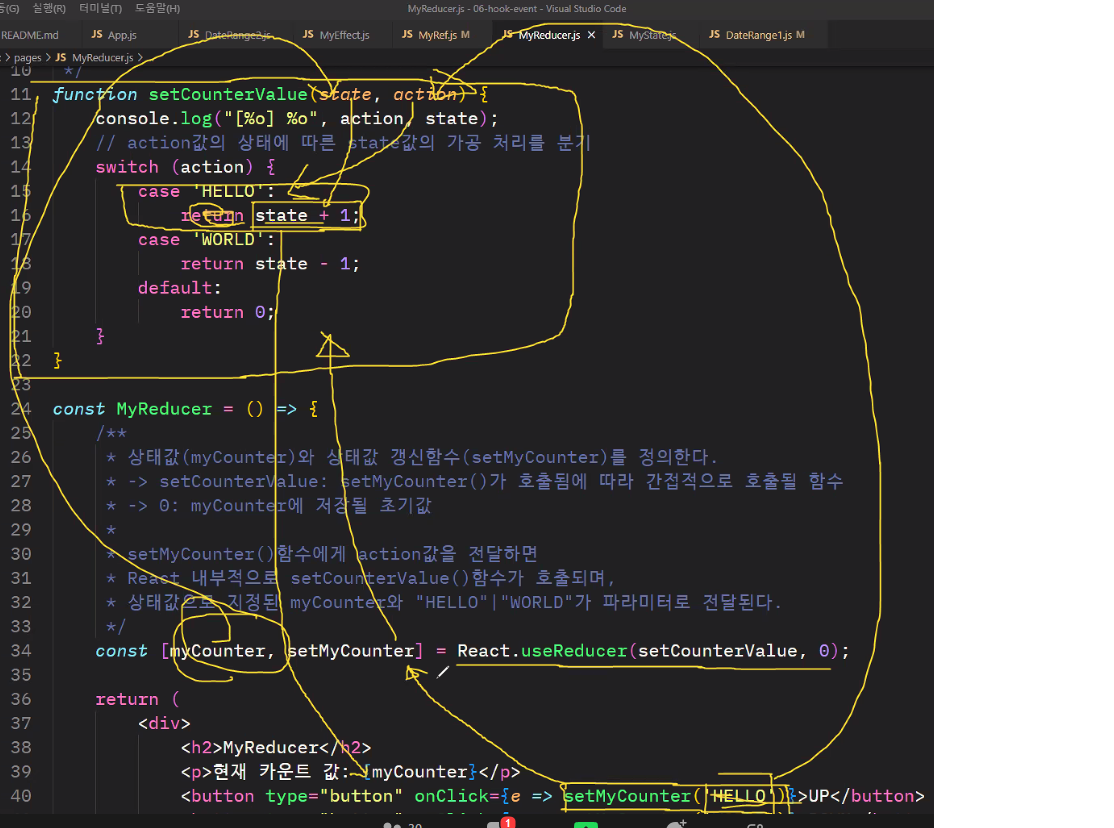 실행(R) 터미널(T) 도움말(H) MyReducer.js - 06-hook-event - Visual Studio Code
README.md JS App.js JS DateRange2.js JS MyEffect.js JS MyRef.js M JS MyReducer.js × JS MyState.js JS DateRange1.js M
> pages > JS MyReducer.js >
10 */
11 function setCounterValue(state, action) {
12 console.log("[%o] %o", action, state);
13 // action값의 상태에 따른 state값의 가공 처리를 분기
14 switch (action) {
15 case 'HELLO':
16 return state + 1;
17 case 'WORLD':
18 return state - 1;
19 default:
20 return 0;
21 }
22 }
23
24 const MyReducer = () => {
25 /**
26 * 상태값(myCounter)와 상태값 갱신함수(setMyCounter)를 정의한다.
27 * -> setCounterValue: setMyCounter()가 호출됨에 따라 간접적으로 호출될 함수
28 * -> 0: myCounter에 저장될 초기값
29 *
30 * setMyCounter()함수에게 action값을 전달하면
31 * React 내부적으로 setCounterValue()함수가 호출되며,
32 * 상태값으로 지정된 myCounter와 "HELLO"|"WORLD"가 파라미터로 전달된다.
33 */
34 const [myCounter, setMyCounter] = React.useReducer(setCounterValue, 0);
35
36 return (
37 <div>
38 <h2>MyReducer</h2>
39 <p>현재 카운트 값: {myCounter}</p>
40 <button type="button" onClick={e => setMyCounter('HELLO')}>UP</button>
1